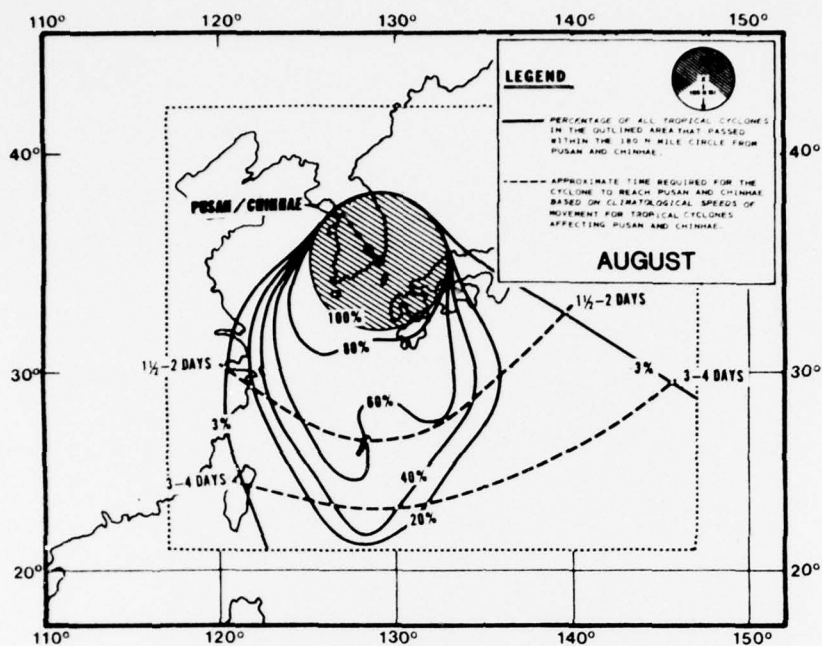 110°
120°
130°
140°
150°
LEGEND
PERCENTAGE OF ALL TROPICAL CYCLONES
IN THE OUTLINED AREA THAT PASSED
WITHIN THE 180 N MILE CIRCLE FROM
PUSAN AND CHINHAE.
APPROXIMATE TIME REQUIRED FOR THE
CYCLONE TO REACH PUSAN AND CHINHAE
BASED ON CLIMATOLOGICAL SPEEDS OF
MOVEMENT FOR TROPICAL CYCLONES
AFFECTING PUSAN AND CHINHAE.
AUGUST
40°
40°
PUSAN/CHINHAE
100%
80%
60%
40%
20%
1½-2 DAYS
1½-2 DAYS
30°
30°
3%
3%
3-4 DAYS
3-4 DAYS
20°
20°
110°
120°
130°
140°
150°